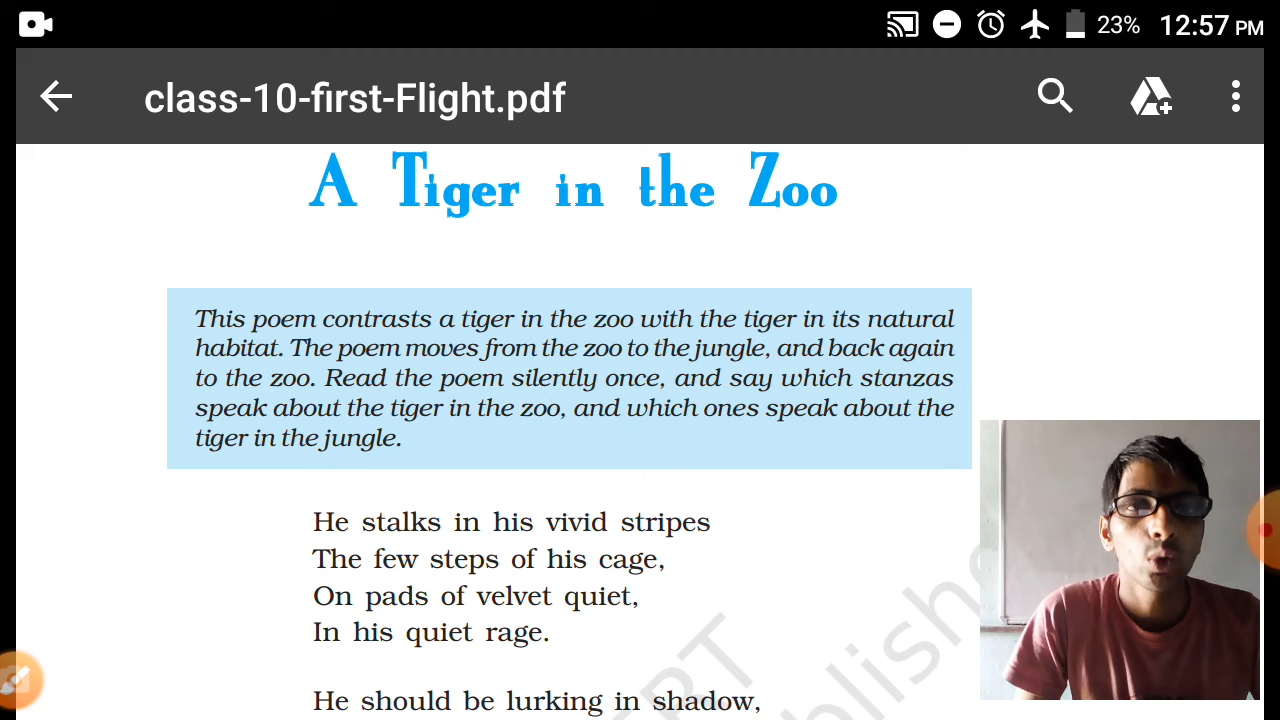 23% 12:57 PM
class-10-first-Flight.pdf
A Tiger in the Zoo
This poem contrasts a tiger in the zoo with the tiger in its natural
habitat. The poem moves from the zoo to the jungle, and back again
to the zoo. Read the poem silently once, and say which stanzas
speak about the tiger in the zoo, and which ones speak about the
tiger in the jungle.
He stalks in his vivid stripes
The few steps of his cage,
On pads of velvet quiet,
In his quiet rage.
He should be lurking in shadow,